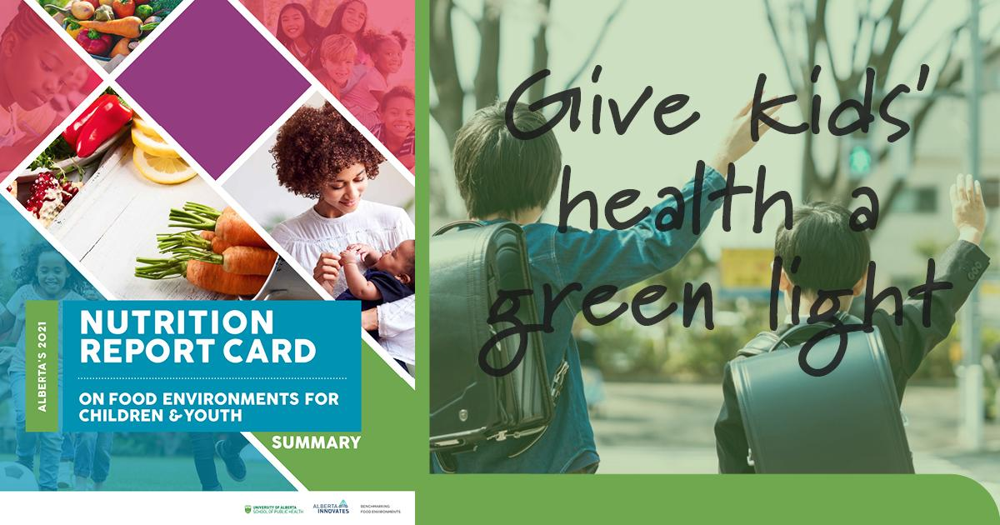 ALBERTA'S 2021
NUTRITION
REPORT CARD
ON FOOD ENVIRONMENTS FOR
CHILDREN & YOUTH
SUMMARY
UNIVERSITY OF ALBERTA
SCHOOL OF PUBLIC HEALTH
ALBERTA
INNOVATES
BENCHMARKING
FOOD ENVIRONMENTS
Give kids'
health a
green light